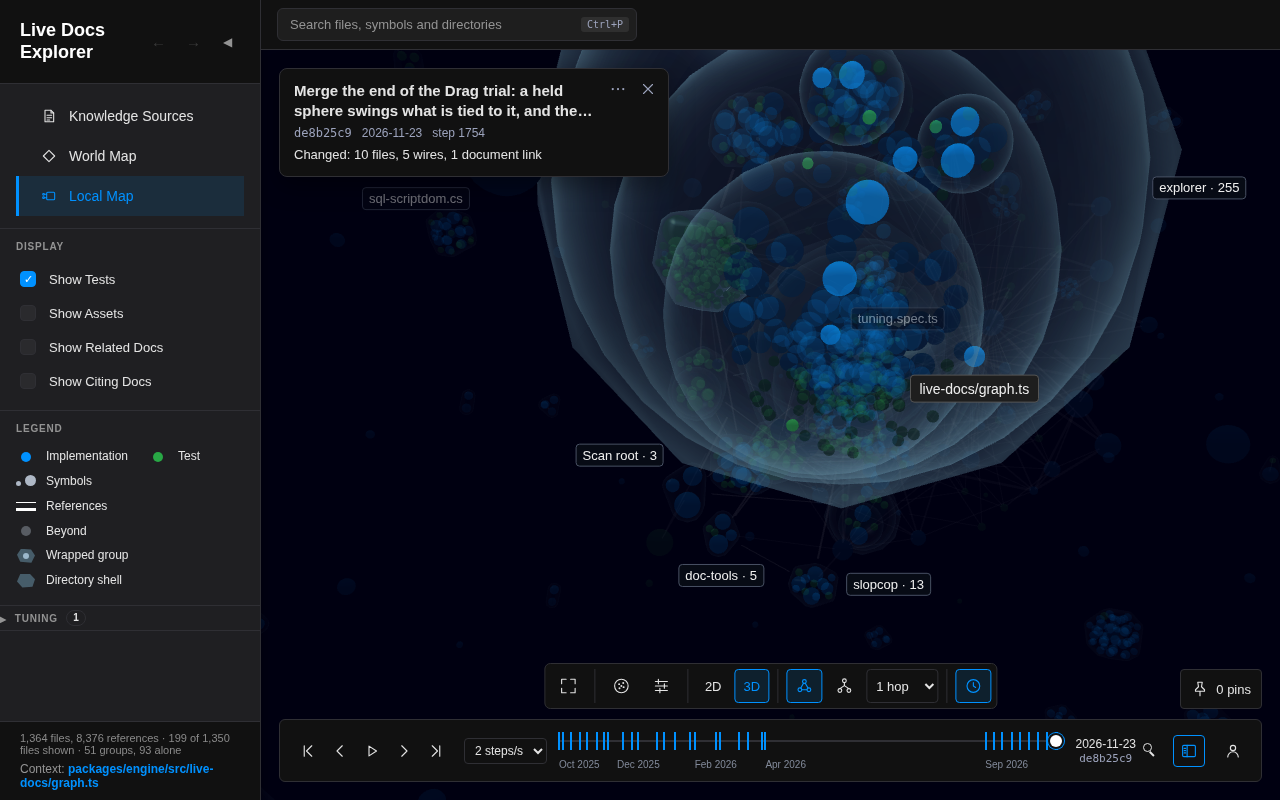 Live Docs
Explorer
← → ◀
Search files, symbols and directories
Ctrl+P
Knowledge Sources
World Map
Local Map
DISPLAY
✓ Show Tests
Show Assets
Show Related Docs
Show Citing Docs
LEGEND
Implementation
Test
Symbols
References
Beyond
Wrapped group
Directory shell
▶ TUNING 1
1,364 files, 8,376 references · 199 of 1,350
files shown · 51 groups, 93 alone
Context: packages/engine/src/live-
docs/graph.ts
Merge the end of the Drag trial: a held
sphere swings what is tied to it, and the…
de8b25c9 2026-11-23 step 1754
Changed: 10 files, 5 wires, 1 document link
sql-scriptdom.cs
explorer · 255
tuning.spec.ts
live-docs/graph.ts
Scan root · 3
doc-tools · 5
slopcop · 13
2D
3D
1 hop
0 pins
2 steps/s
Oct 2025
Dec 2025
Feb 2026
Apr 2026
Sep 2026
2026-11-23
de8b25c9